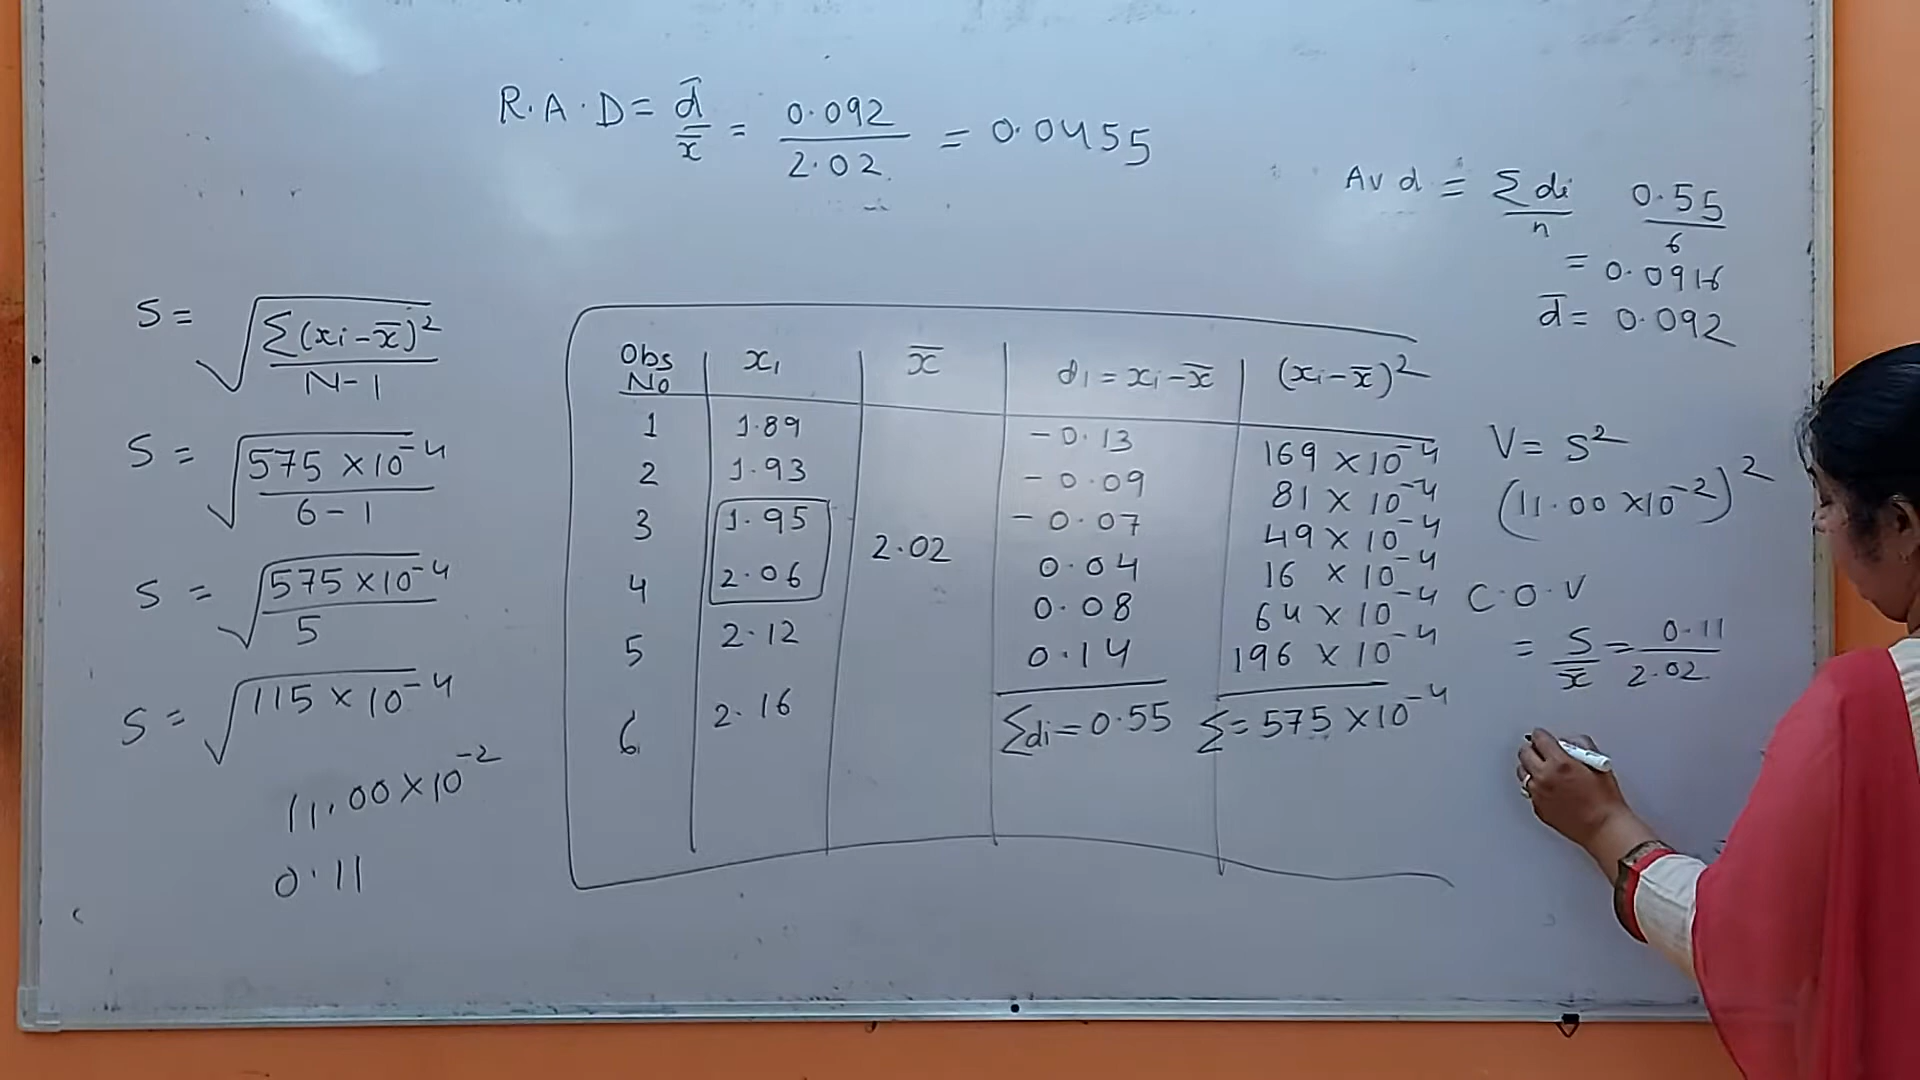 R.A.D = d̄/x̄ = 0.092/2.02 = 0.0455
Av d = Σdi/n 0.55/6
= 0.0916
d̄ = 0.092
S = √(Σ(xi-x̄)²/N-1)
S = √(575 × 10⁻⁴/6-1)
S = √(575 × 10⁻⁴/5)
S = √115 × 10⁻⁴
11.00 × 10⁻²
0.11
Obs No | x₁ | x̄ | d₁ = xi-x̄ | (xi-x̄)²
1 | 1.89 | | -0.13 | 169 × 10⁻⁴
2 | 1.93 | | -0.09 | 81 × 10⁻⁴
3 | 1.95 | | -0.07 | 49 × 10⁻⁴
4 | 2.06 | 2.02 | 0.04 | 16 × 10⁻⁴
5 | 2.12 | | 0.08 | 64 × 10⁻⁴
6 | 2.16 | | 0.14 | 196 × 10⁻⁴
Σdi = 0.55 Σ = 575 × 10⁻⁴
V = S²
(11.00 × 10⁻²)²
C.O.V
= S/x̄ = 0.11/2.02